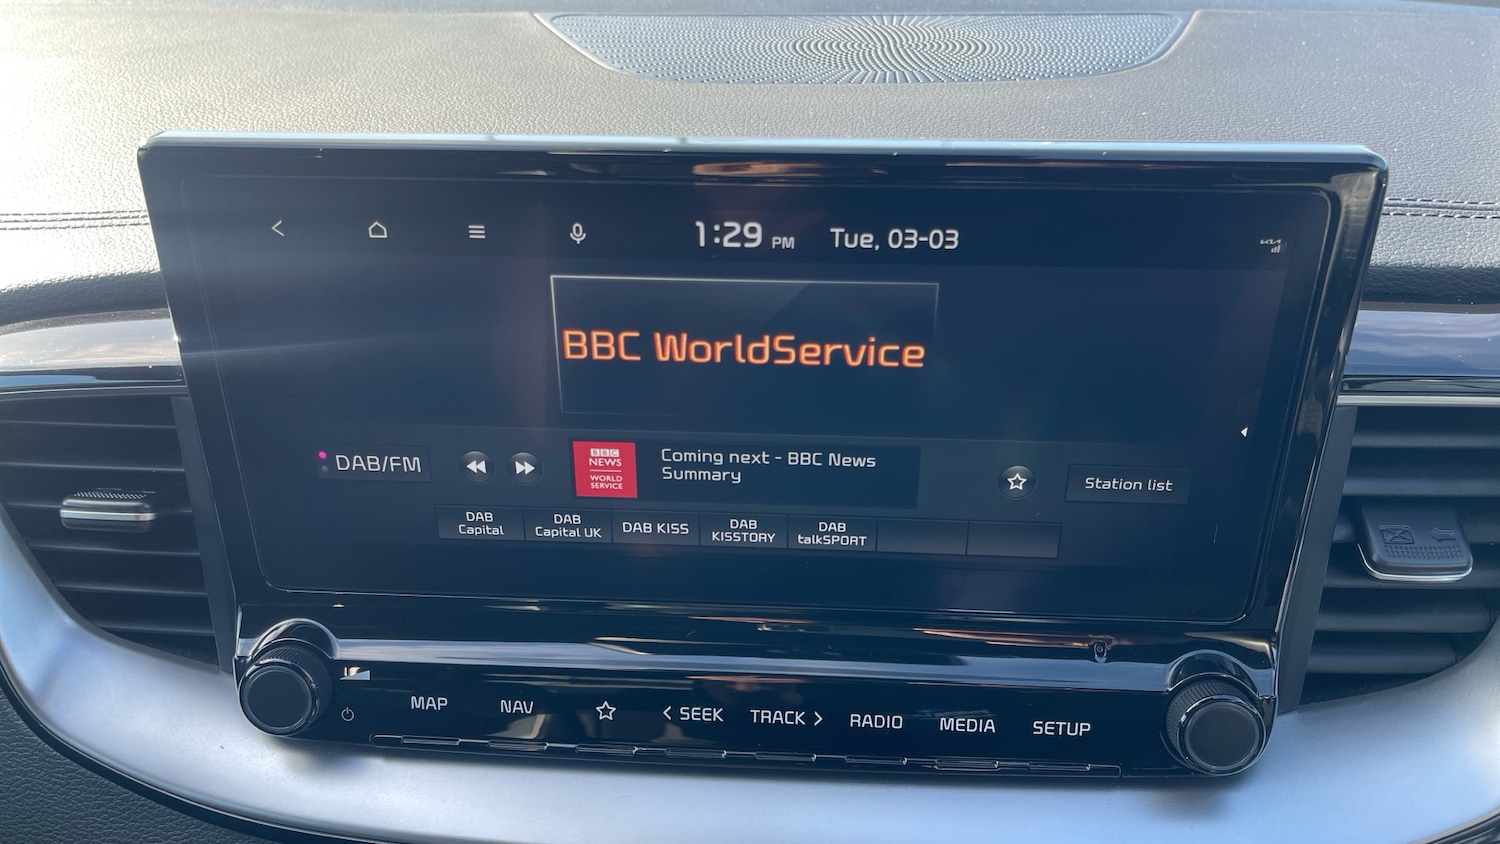 1:29 PM Tue, 03-03
BBC WorldService
DAB/FM
BBC
NEWS
WORLD
SERVICE
Coming next - BBC News
Summary
Station list
DAB
Capital
DAB
Capital UK
DAB KISS
DAB
KISSTORY
DAB
talkSPORT
MAP
NAV
< SEEK
TRACK >
RADIO
MEDIA
SETUP